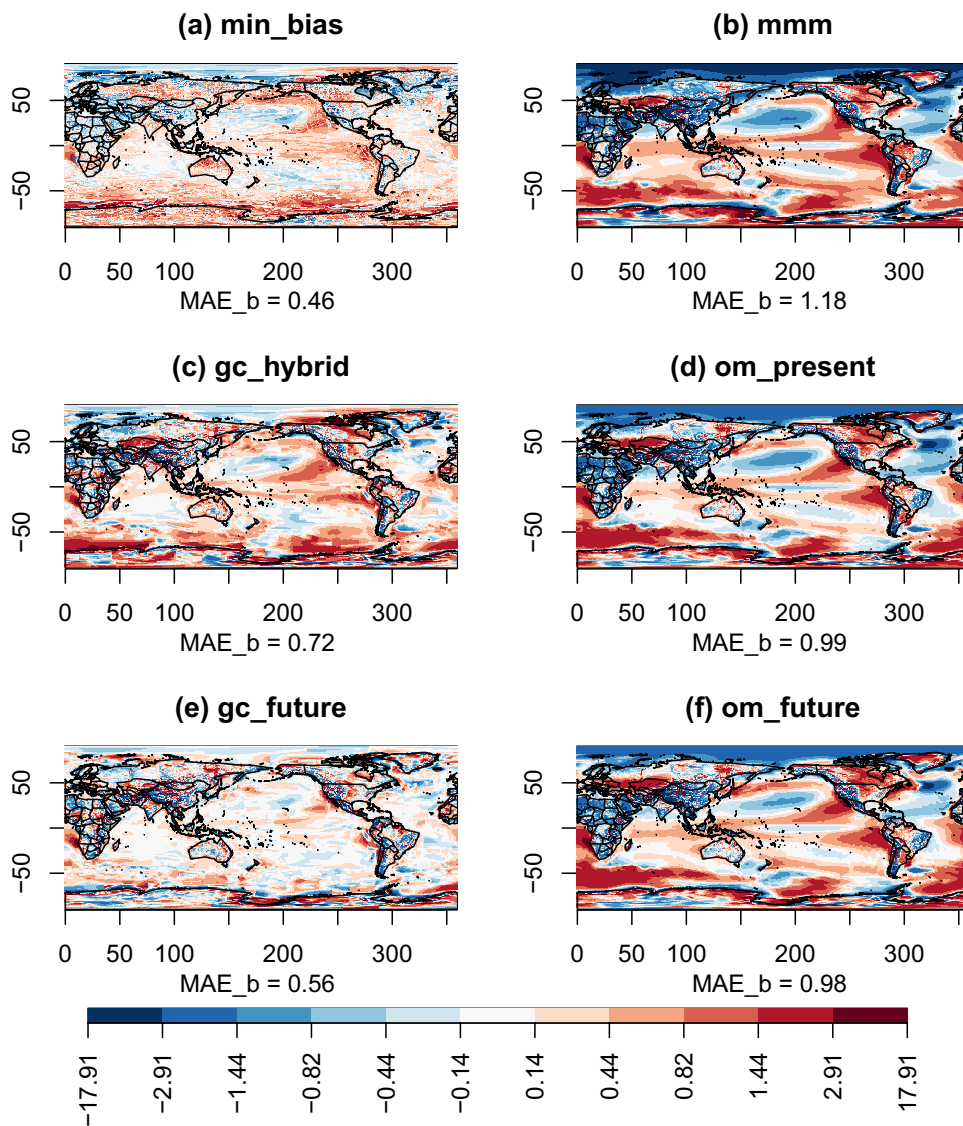 (a) min_bias
(b) mmm
50
−50
0 50 100 200 300
MAE_b = 0.46
50
−50
0 50 100 200 300
MAE_b = 1.18
(c) gc_hybrid
(d) om_present
50
−50
0 50 100 200 300
MAE_b = 0.72
50
−50
0 50 100 200 300
MAE_b = 0.99
(e) gc_future
(f) om_future
50
−50
0 50 100 200 300
MAE_b = 0.56
50
−50
0 50 100 200 300
MAE_b = 0.98
−17.91
−2.91
−1.44
−0.82
−0.44
−0.14
0.14
0.44
0.82
1.44
2.91
17.91